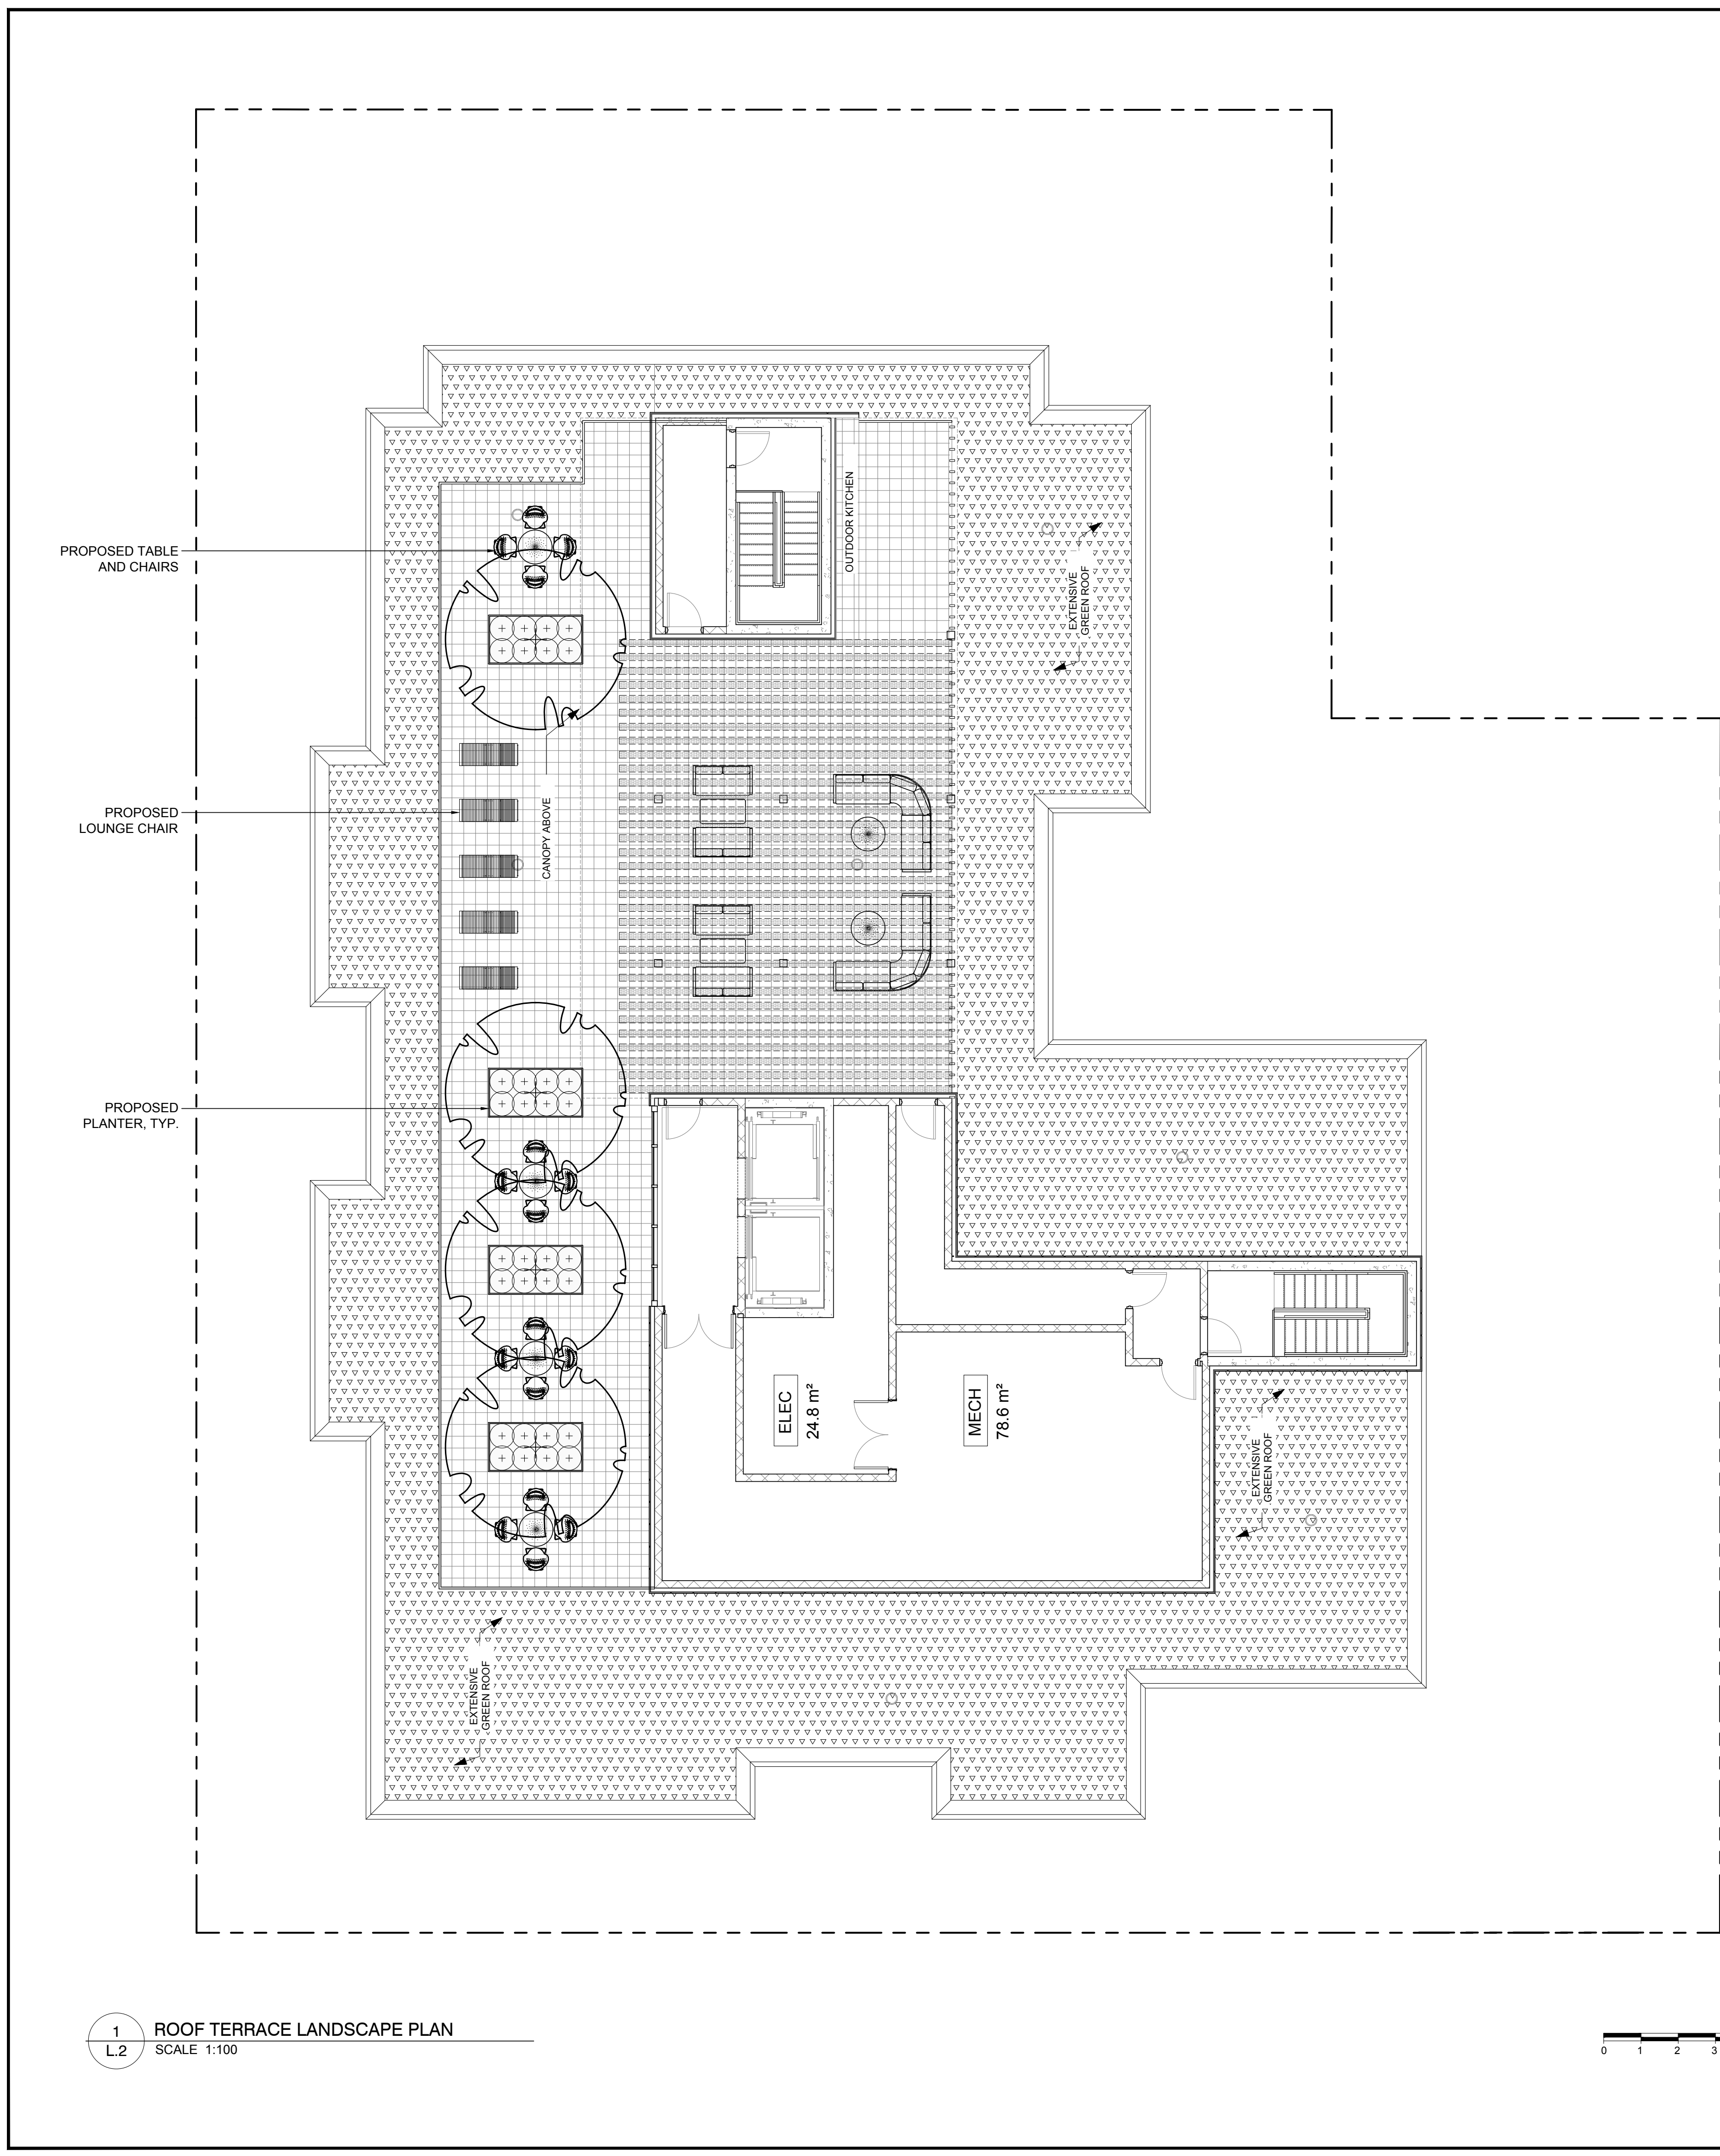 OUTDOOR KITCHEN
PROPOSED TABLE
AND CHAIRS
EXTENSIVE
GREEN ROOF
PROPOSED
LOUNGE CHAIR
CANOPY ABOVE
PROPOSED
PLANTER, TYP.
ELEC
24.8 m²
MECH
78.6 m²
EXTENSIVE
GREEN ROOF
EXTENSIVE
GREEN ROOF
1
L.2
ROOF TERRACE LANDSCAPE PLAN
SCALE 1:100
0 1 2 3